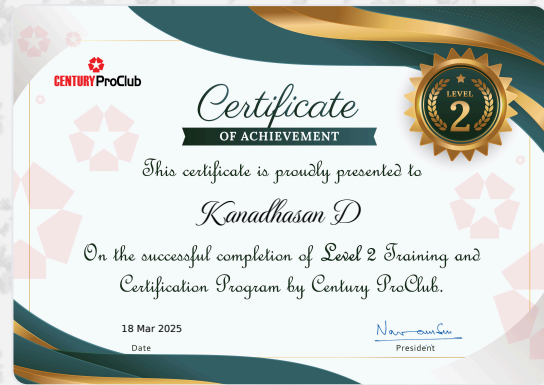 CENTURY ProClub
Certificate
LEVEL
2
OF ACHIEVEMENT
This certificate is proudly presented to
Kanadhasan D
On the successful completion of Level 2 Training and
Certification Program by Century ProClub.
18 Mar 2025
Date
President